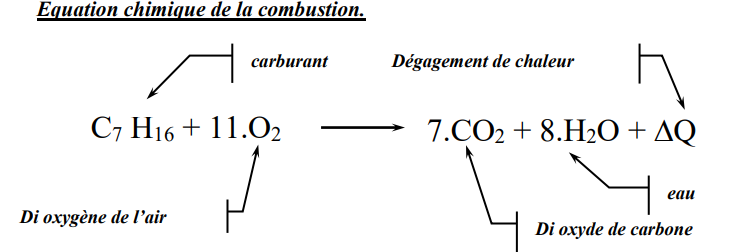 Equation chimique de la combustion.
carburant Dégagement de chaleur
C₇ H₁₆ + 11.O₂ → 7.CO₂ + 8.H₂O + ΔQ
eau
Di oxygène de l’air
Di oxyde de carbone